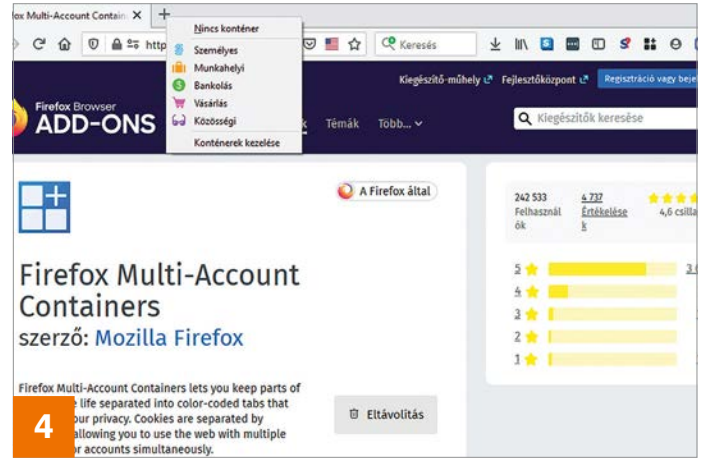 fox Multi-Account Contain
Nincs konténer
Személyes
Munkahelyi
Bankolás
Vásárlás
Közösségi
Konténerek kezelése
http
Keresés
Kiegészítő-műhely
Fejlesztőközpont
Regisztráció vagy beje
Firefox Browser
ADD-ONS
k
Témák
Több...
Kiegészítők keresése
A Firefox által
242 533
Felhasznál
ók
4 737
Értékelése
k
4,6 csilla
Firefox Multi-Account
Containers
szerző: Mozilla Firefox
5
4
3
2
1
Firefox Multi-Account Containers lets you keep parts of
life separated into color-coded tabs that
our privacy. Cookies are separated by
allowing you to use the web with multiple
r accounts simultaneously.
Eltávolítás
4